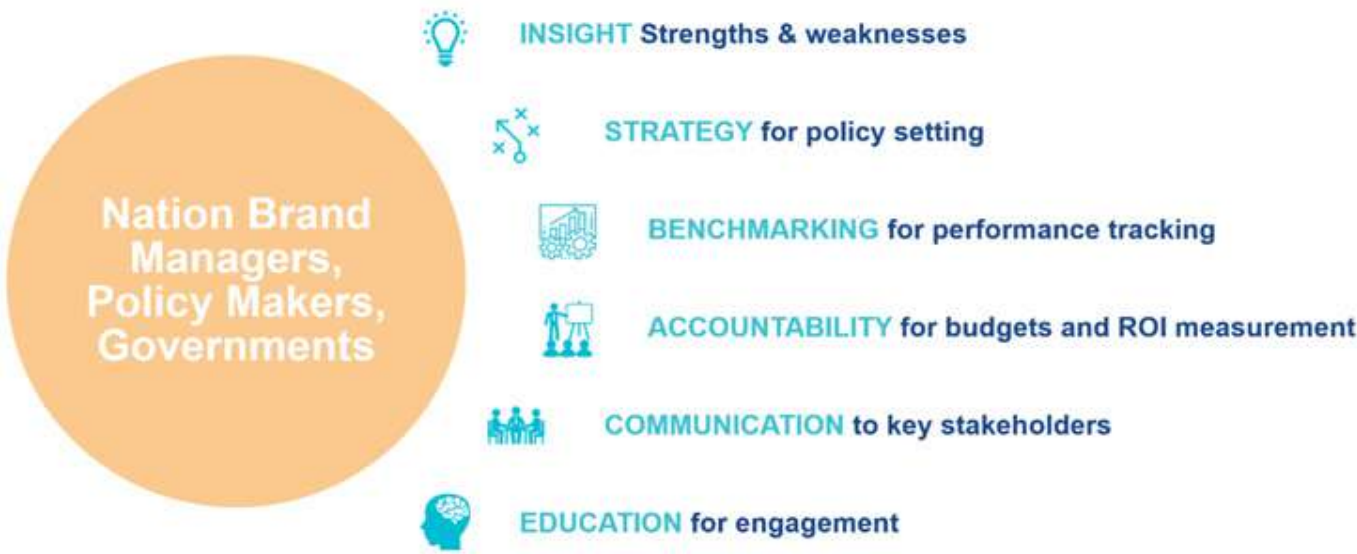 Nation Brand
Managers,
Policy Makers,
Governments
INSIGHT Strengths & weaknesses
STRATEGY for policy setting
BENCHMARKING for performance tracking
ACCOUNTABILITY for budgets and ROI measurement
COMMUNICATION to key stakeholders
EDUCATION for engagement